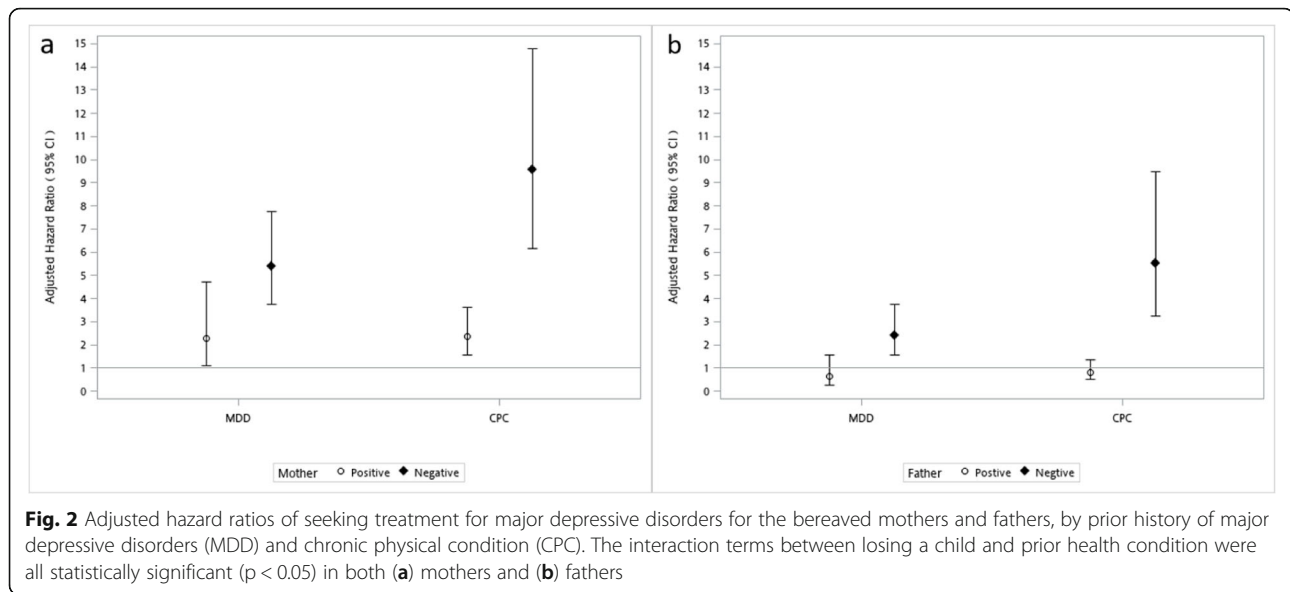 a
15
14
13
12
11
10
9
8
7
6
5
4
3
2
1
0
Adjusted Hazard Ratio ( 95% CI )
MDD CPC
Mother Positive Negative
b
15
14
13
12
11
10
9
8
7
6
5
4
3
2
1
0
Adjusted Hazard Ratio ( 95% CI )
MDD CPC
Father Postive Negtive
Fig. 2 Adjusted hazard ratios of seeking treatment for major depressive disorders for the bereaved mothers and fathers, by prior history of major
depressive disorders (MDD) and chronic physical condition (CPC). The interaction terms between losing a child and prior health condition were
all statistically significant (p < 0.05) in both (a) mothers and (b) fathers